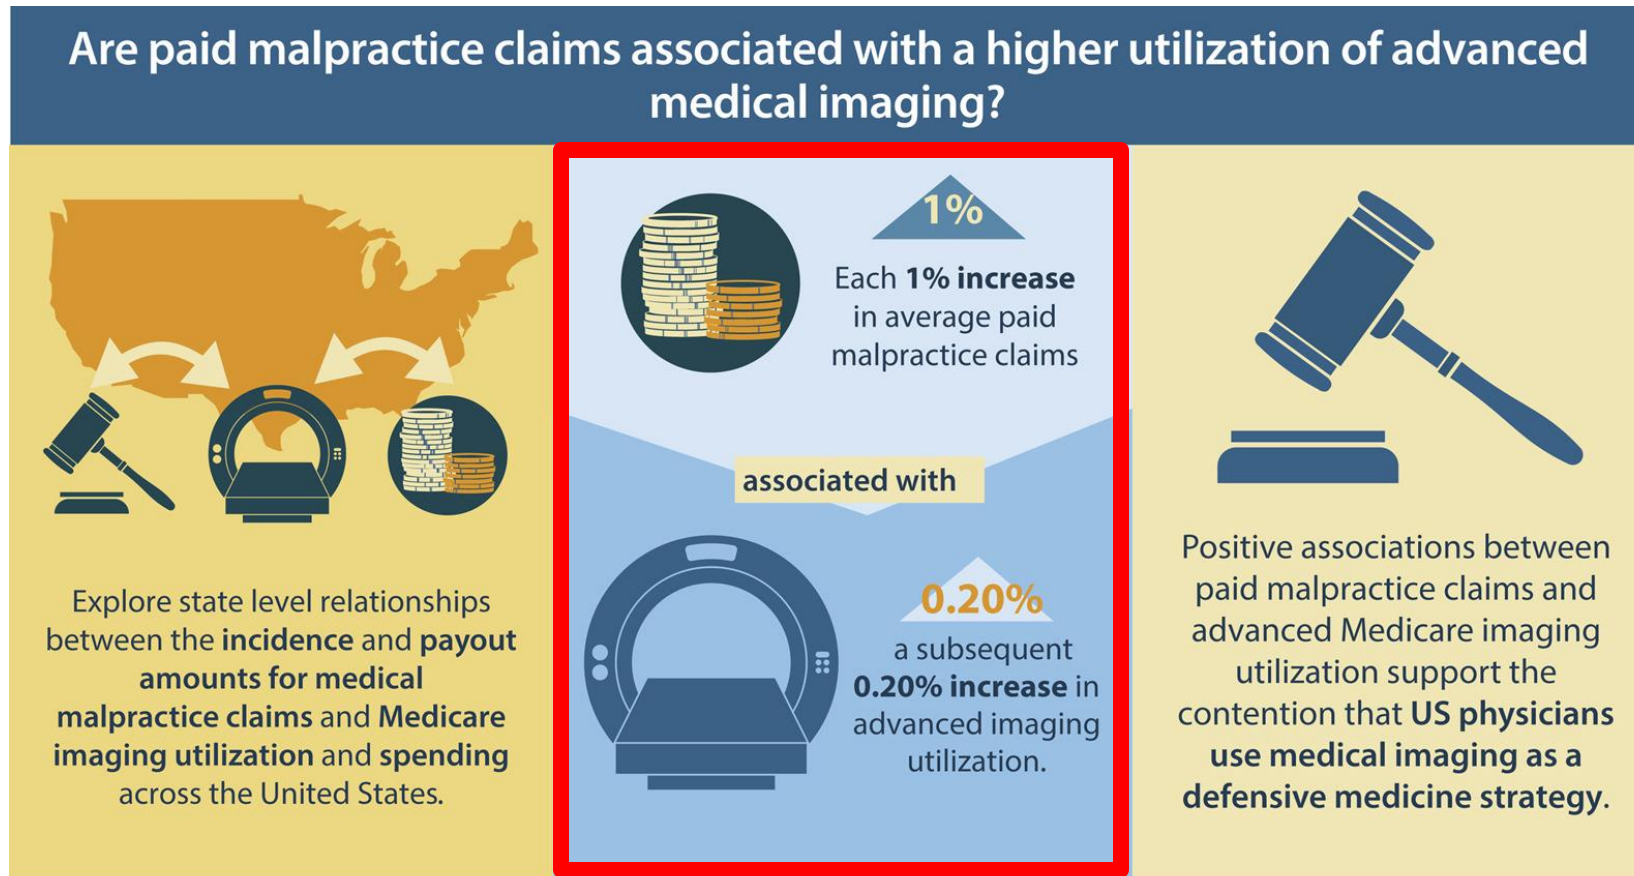 Are paid malpractice claims associated with a higher utilization of advanced
medical imaging?
Explore state level relationships
between the incidence and payout
amounts for medical
malpractice claims and Medicare
imaging utilization and spending
across the United States.
1%
Each 1% increase
in average paid
malpractice claims
associated with
0.20%
a subsequent
0.20% increase in
advanced imaging
utilization.
Positive associations between
paid malpractice claims and
advanced Medicare imaging
utilization support the
contention that US physicians
use medical imaging as a
defensive medicine strategy.